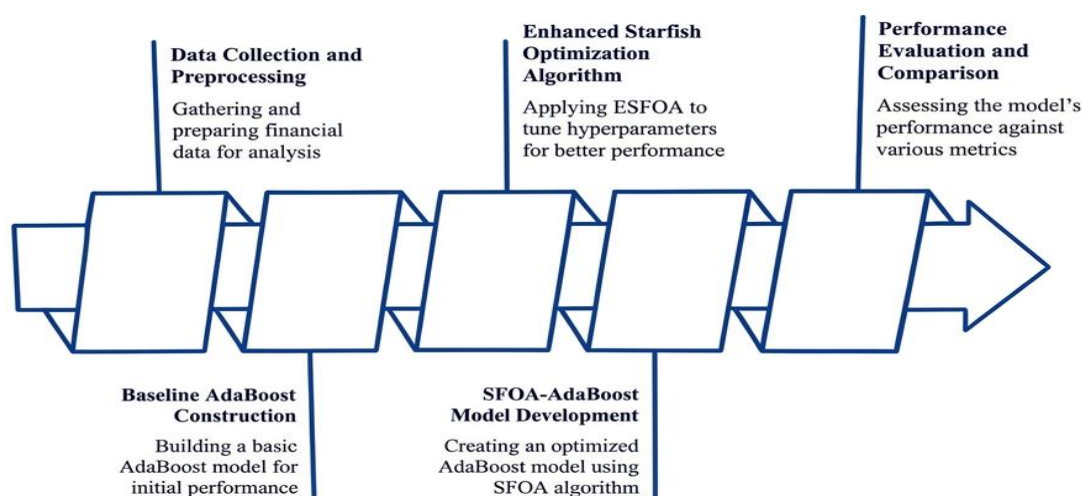 Data Collection and
Preprocessing
Gathering and
preparing financial
data for analysis
Enhanced Starfish
Optimization
Algorithm
Applying ESFOA to
tune hyperparameters
for better performance
Performance
Evaluation and
Comparison
Assessing the model's
performance against
various metrics
Baseline AdaBoost
Construction
Building a basic
AdaBoost model for
initial performance
SFOA-AdaBoost
Model Development
Creating an optimized
AdaBoost model using
SFOA algorithm